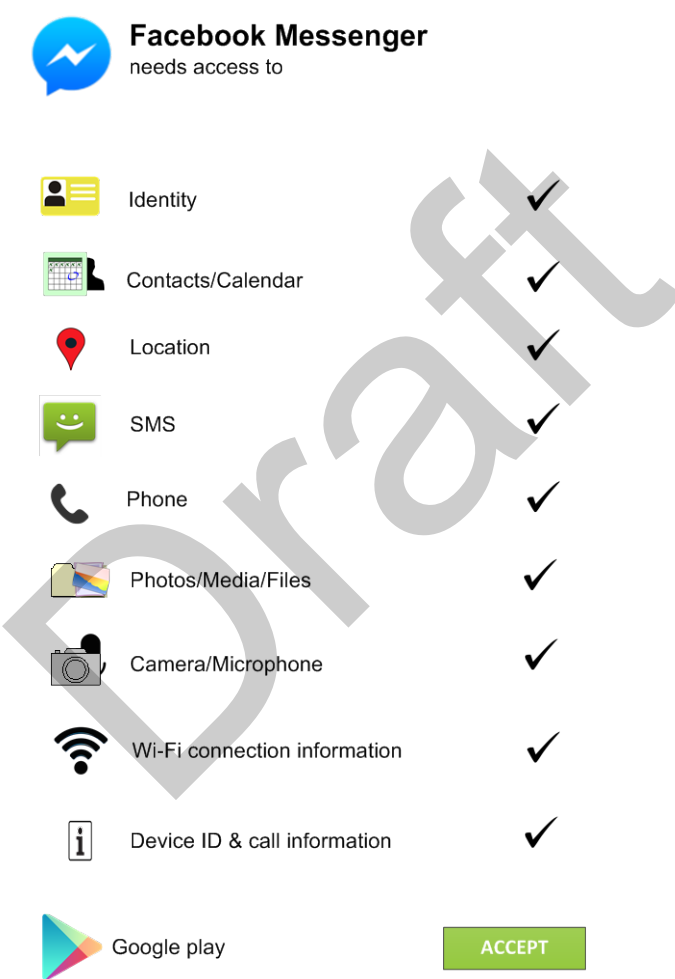 Facebook Messenger
needs access to
Identity
Contacts/Calendar
Location
SMS
Phone
Photos/Media/Files
Camera/Microphone
Wi-Fi connection information
Device ID & call information
Google play
ACCEPT
Draft